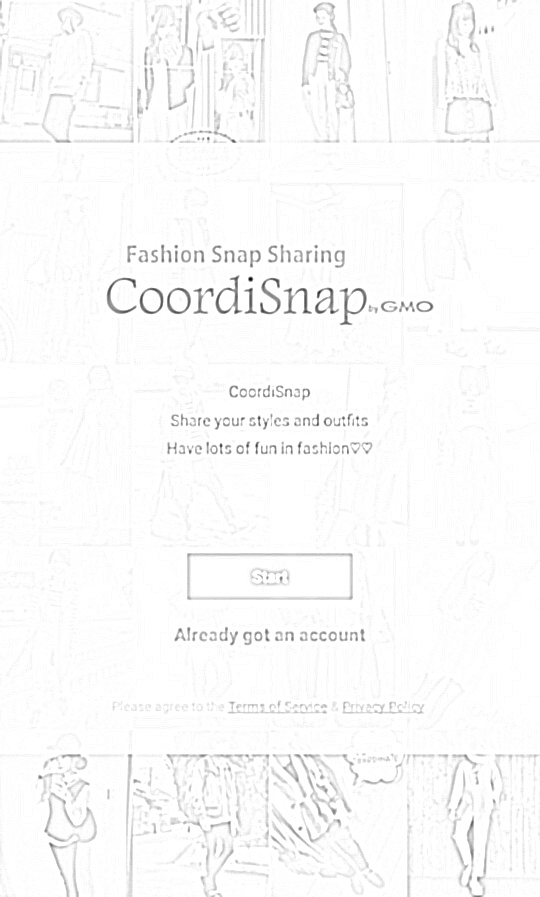 Fashion Snap Sharing
CoordiSnap by GMO
CoordiSnap
Share your styles and outfits
Have lots of fun in fashion♡♡
Start
Already got an account
Please agree to the Terms of Service & Privacy Policy